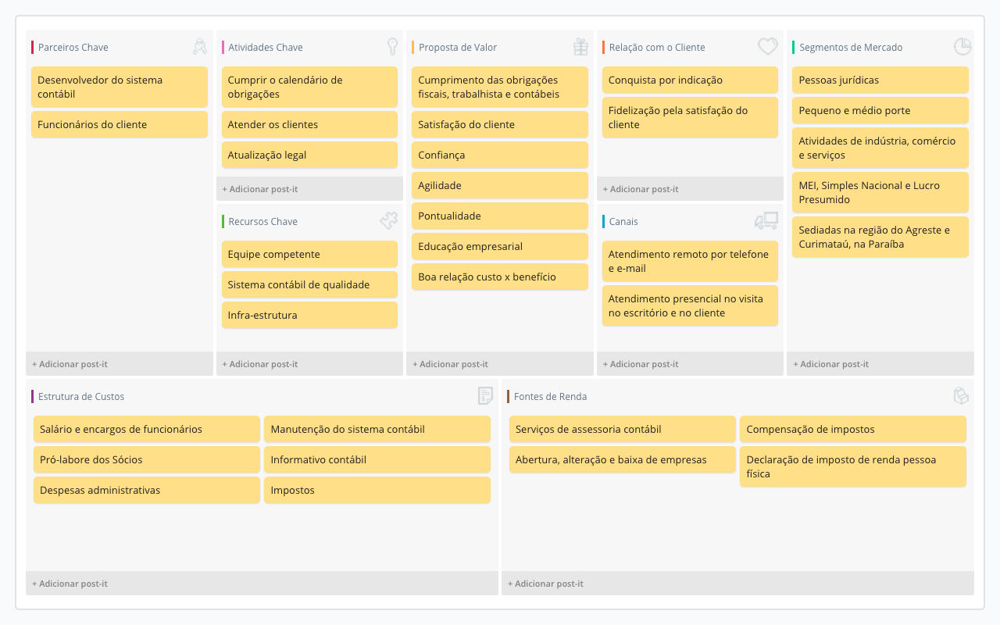 Parceiros Chave
Desenvolvedor do sistema
contábil
Funcionários do cliente
+ Adicionar post-it
Atividades Chave
Cumprir o calendário de
obrigações
Atender os clientes
Atualização legal
+ Adicionar post-it
Recursos Chave
Equipe competente
Sistema contábil de qualidade
Infra-estrutura
+ Adicionar post-it
Proposta de Valor
Cumprimento das obrigações
fiscais, trabalhista e contábeis
Satisfação do cliente
Confiança
Agilidade
Pontualidade
Educação empresarial
Boa relação custo x benefício
+ Adicionar post-it
Relação com o Cliente
Conquista por indicação
Fidelização pela satisfação do
cliente
+ Adicionar post-it
Canais
Atendimento remoto por telefone
e e-mail
Atendimento presencial no visita
no escritório e no cliente
+ Adicionar post-it
Segmentos de Mercado
Pessoas jurídicas
Pequeno e médio porte
Atividades de indústria, comércio
e serviços
MEI, Simples Nacional e Lucro
Presumido
Sediadas na região do Agreste e
Curimataú, na Paraíba
+ Adicionar post-it
Estrutura de Custos
Salário e encargos de funcionários
Manutenção do sistema contábil
Pró-labore dos Sócios
Informativo contábil
Despesas administrativas
Impostos
+ Adicionar post-it
Fontes de Renda
Serviços de assessoria contábil
Compensação de impostos
Abertura, alteração e baixa de empresas
Declaração de imposto de renda pessoa
física
+ Adicionar post-it